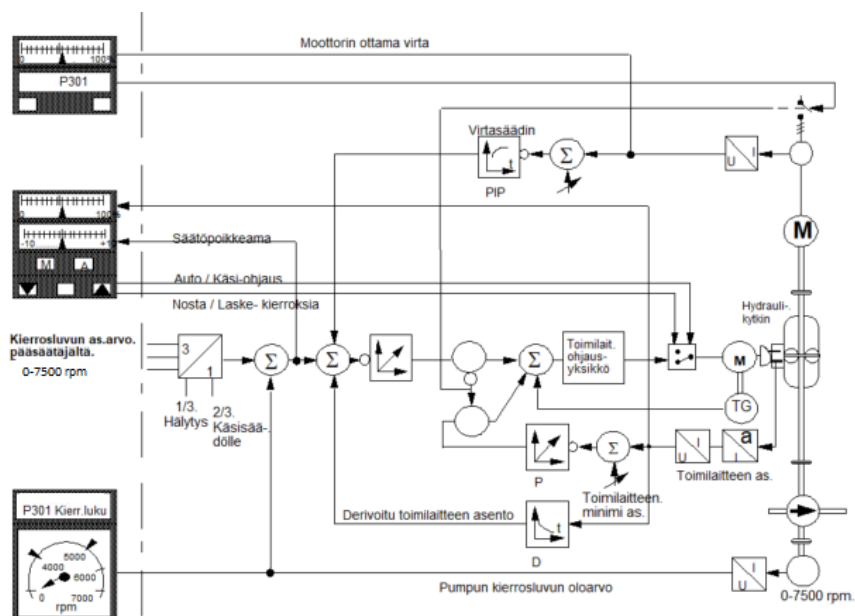 Moottorin ottama virta
0 100%
P301
Virtasäädin
t
Σ
U I
PIP
M
0 100%
-10 +10
Säätöpoikkeama
M A
Auto / Käsi-ohjaus
Nosta / Laske- kierroksia
Hydrauli-.
kytkin
Kierrosluvun as.arvo.
pääsäätäjältä.
0-7500 rpm
3
1
Σ
Σ
Σ
Toimilait.
ohjaus-
yksikkö
M
TG
1/3.
Hälytys
2/3.
Käsisää-
dölle
P
Σ
U I
a
I
Toimilaitteen as.
Toimilaitteen.
minimi as.
P301 Kierr.luku
Derivoitu toimilaitteen asento
t
D
0 4000 5000 6000 7000
rpm
Pumpun kierrosluvun oloarvo
U I
0-7500 rpm.